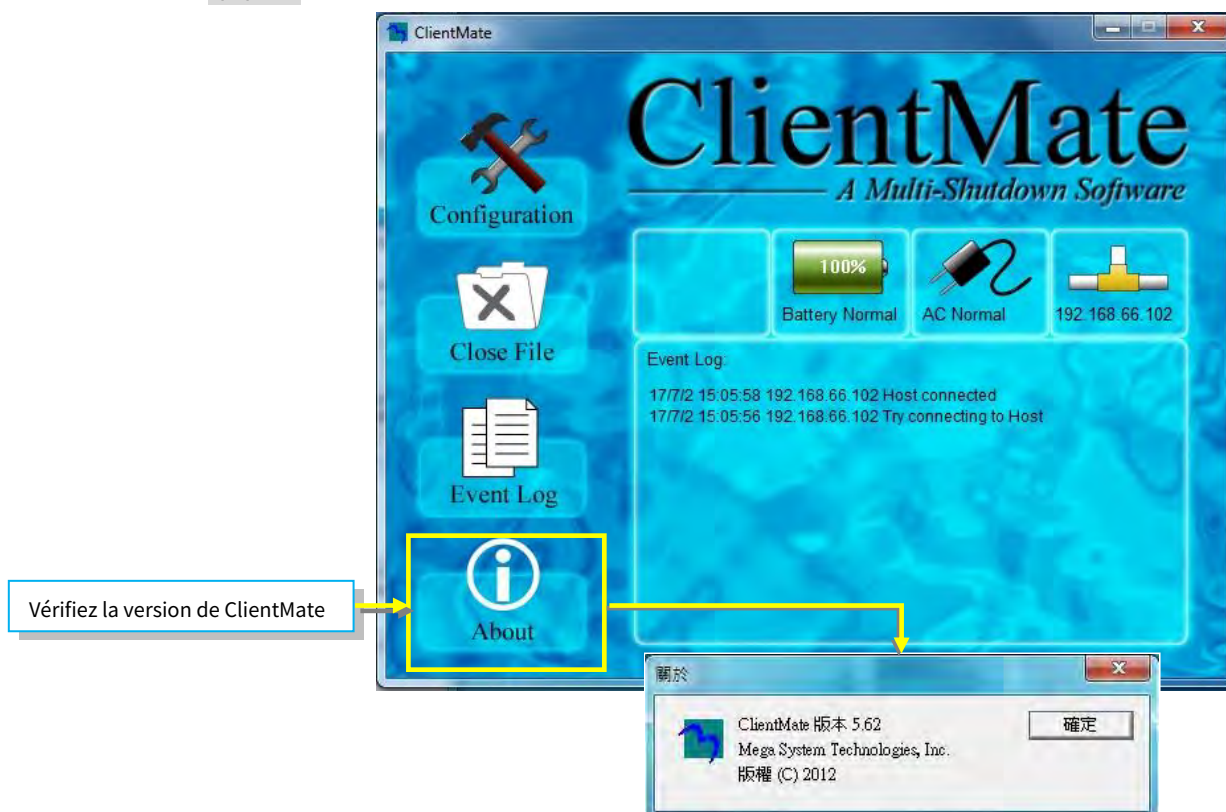 ClientMate
ClientMate
A Multi-Shutdown Software
Configuration
Close File
Event Log
About
100%
Battery Normal
AC Normal
192.168.66.102
Event Log:
17/7/2 15:05:58 192.168.66.102 Host connected
17/7/2 15:05:56 192.168.66.102 Try connecting to Host
Vérifiez la version de ClientMate
關於
ClientMate 版本 5.62
Mega System Technologies, Inc.
版權 (C) 2012
確定